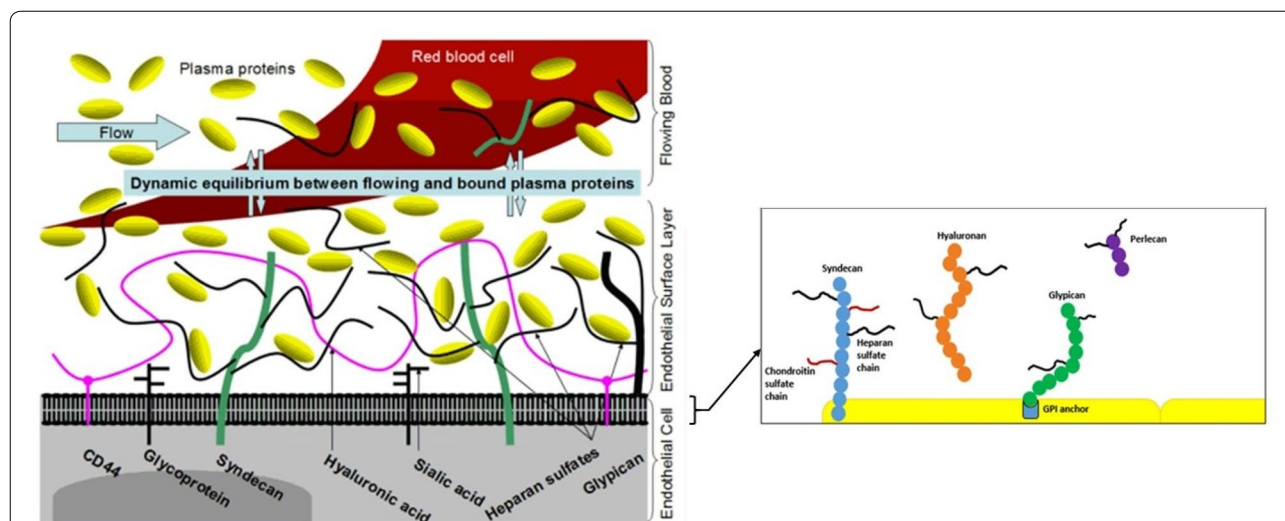 Red blood cell
Plasma proteins
Flow
Flowing Blood
Dynamic equilibrium between flowing and bound plasma proteins
Endothelial Surface Layer
Endothelial Cell
CD44
Glycoprotein
Syndecan
Hyaluronic acid
Sialic acid
Heparan sulfates
Glypican
Hyaluronan
Perlecan
Syndecan
Glypican
Heparan
sulfate
chain
Chondroitin
sulfate
chain
GPI anchor